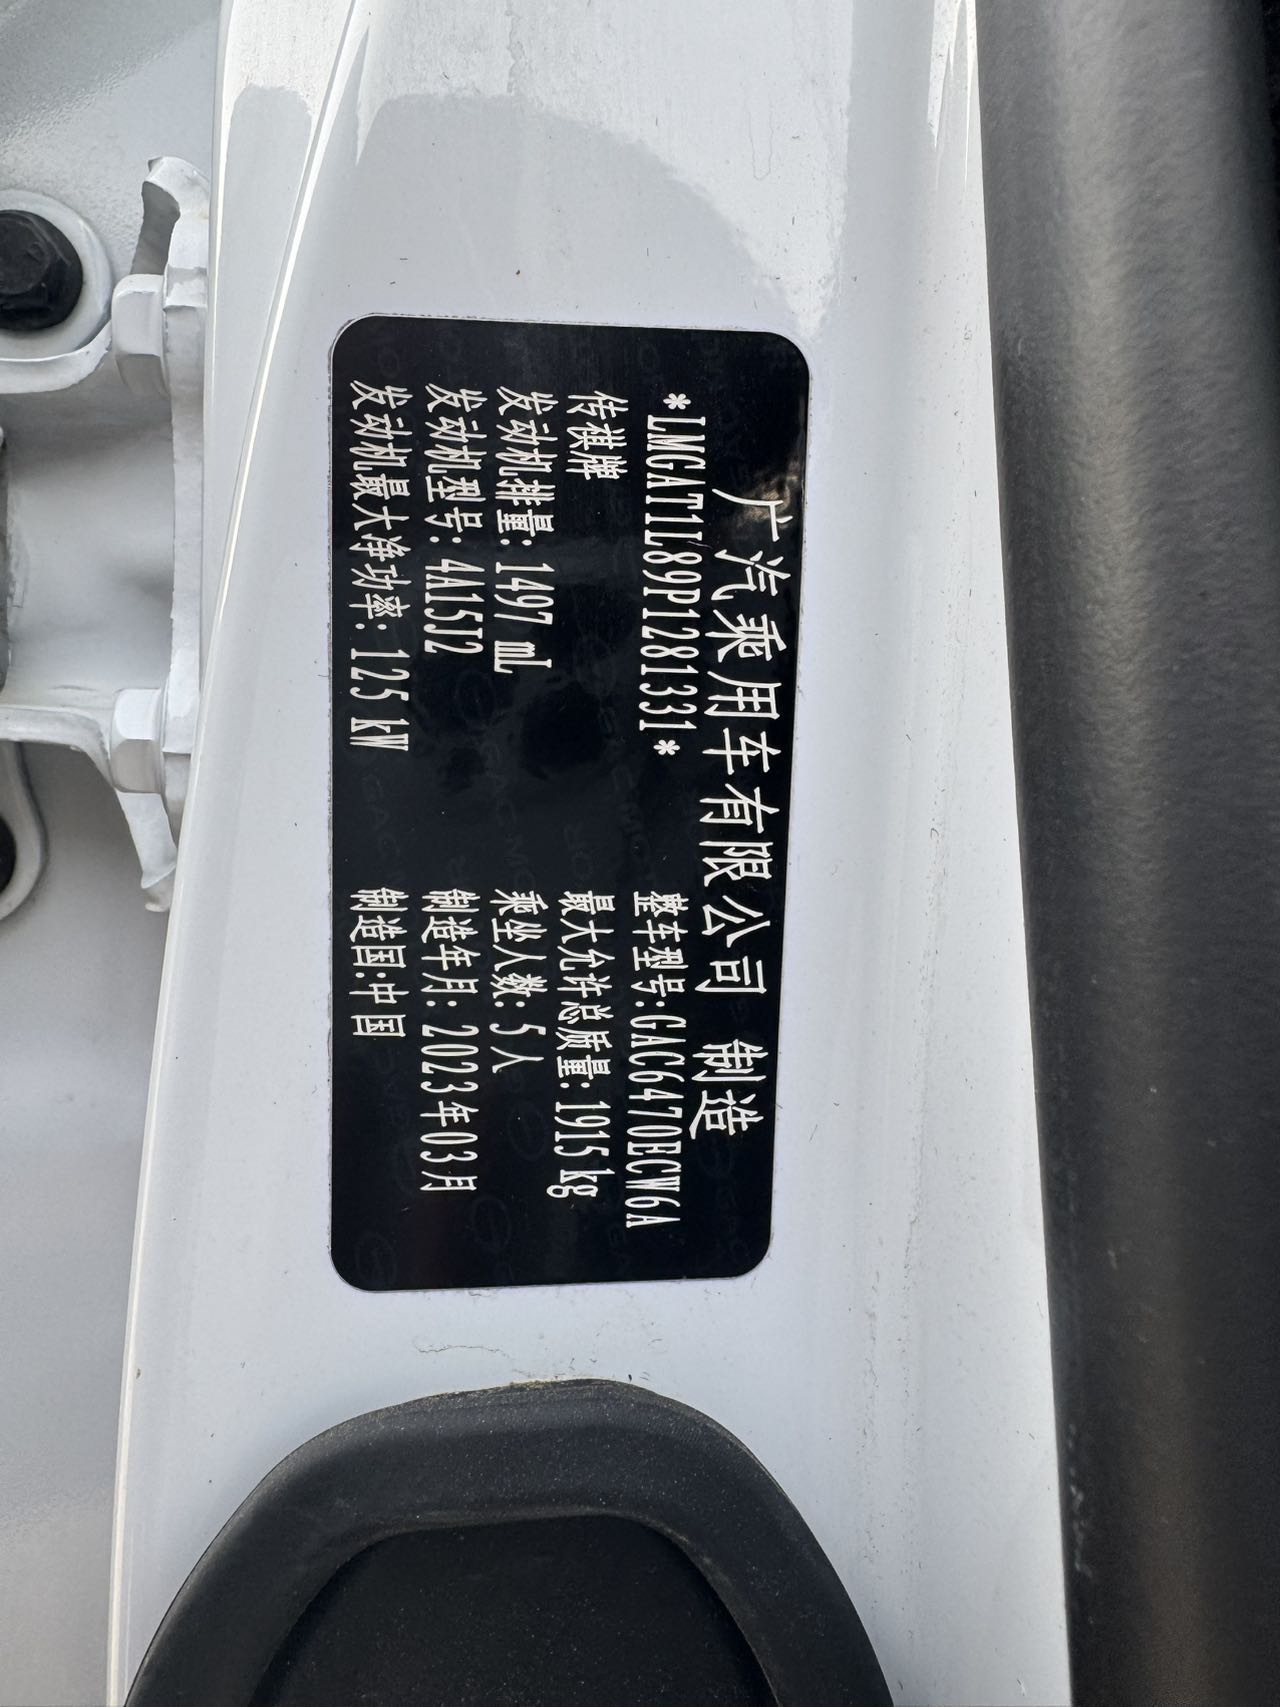 广汽乘用车有限公司 制造
*LMGAT1L89P1281331* 整车型号:GAC6470ECW6A
传祺牌 最大允许总质量: 1915 kg
发动机排量: 1497 mL 乘坐人数: 5人
发动机型号: 4A15J2 制造年月: 2023年03月
发动机最大净功率: 125 kW 制造国:中国